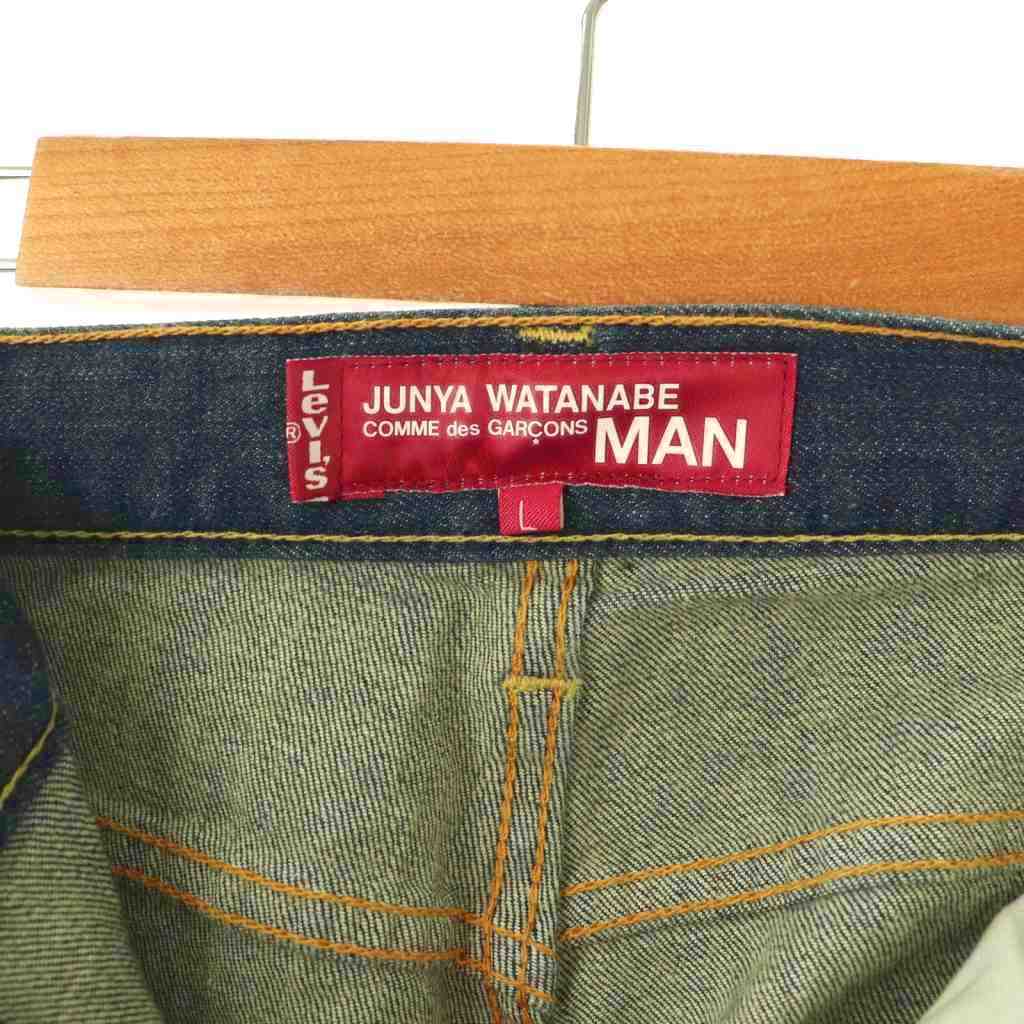 Levi's
®
JUNYA WATANABE
COMME des GARÇONS MAN
L